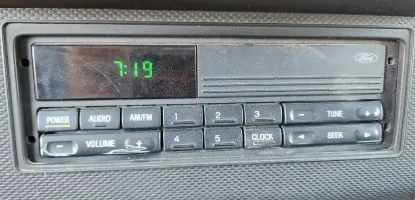 7:19
Ford
POWER AUDIO AM/FM 1 2 3 - TUNE +
- VOLUME + 4 5 CLOCK ◄ SEEK ►